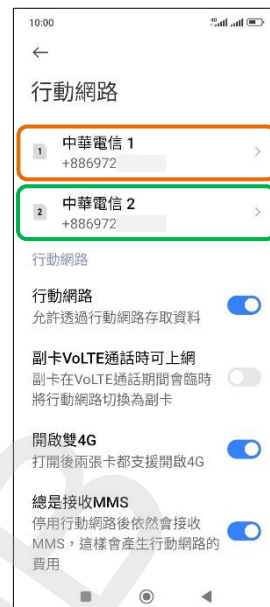 10:00
4G
行動網路
1
中華電信 1
+886972
2
中華電信 2
+886972
行動網路
行動網路
允許透過行動網路存取資料
副卡VoLTE通話時可上網
副卡在VoLTE通話期間會臨時
將行動網路切換為副卡
開啟雙4G
打開後兩張卡都支援開啟4G
總是接收MMS
停用行動網路後依然會接收
MMS，這樣會產生行動網路的
費用